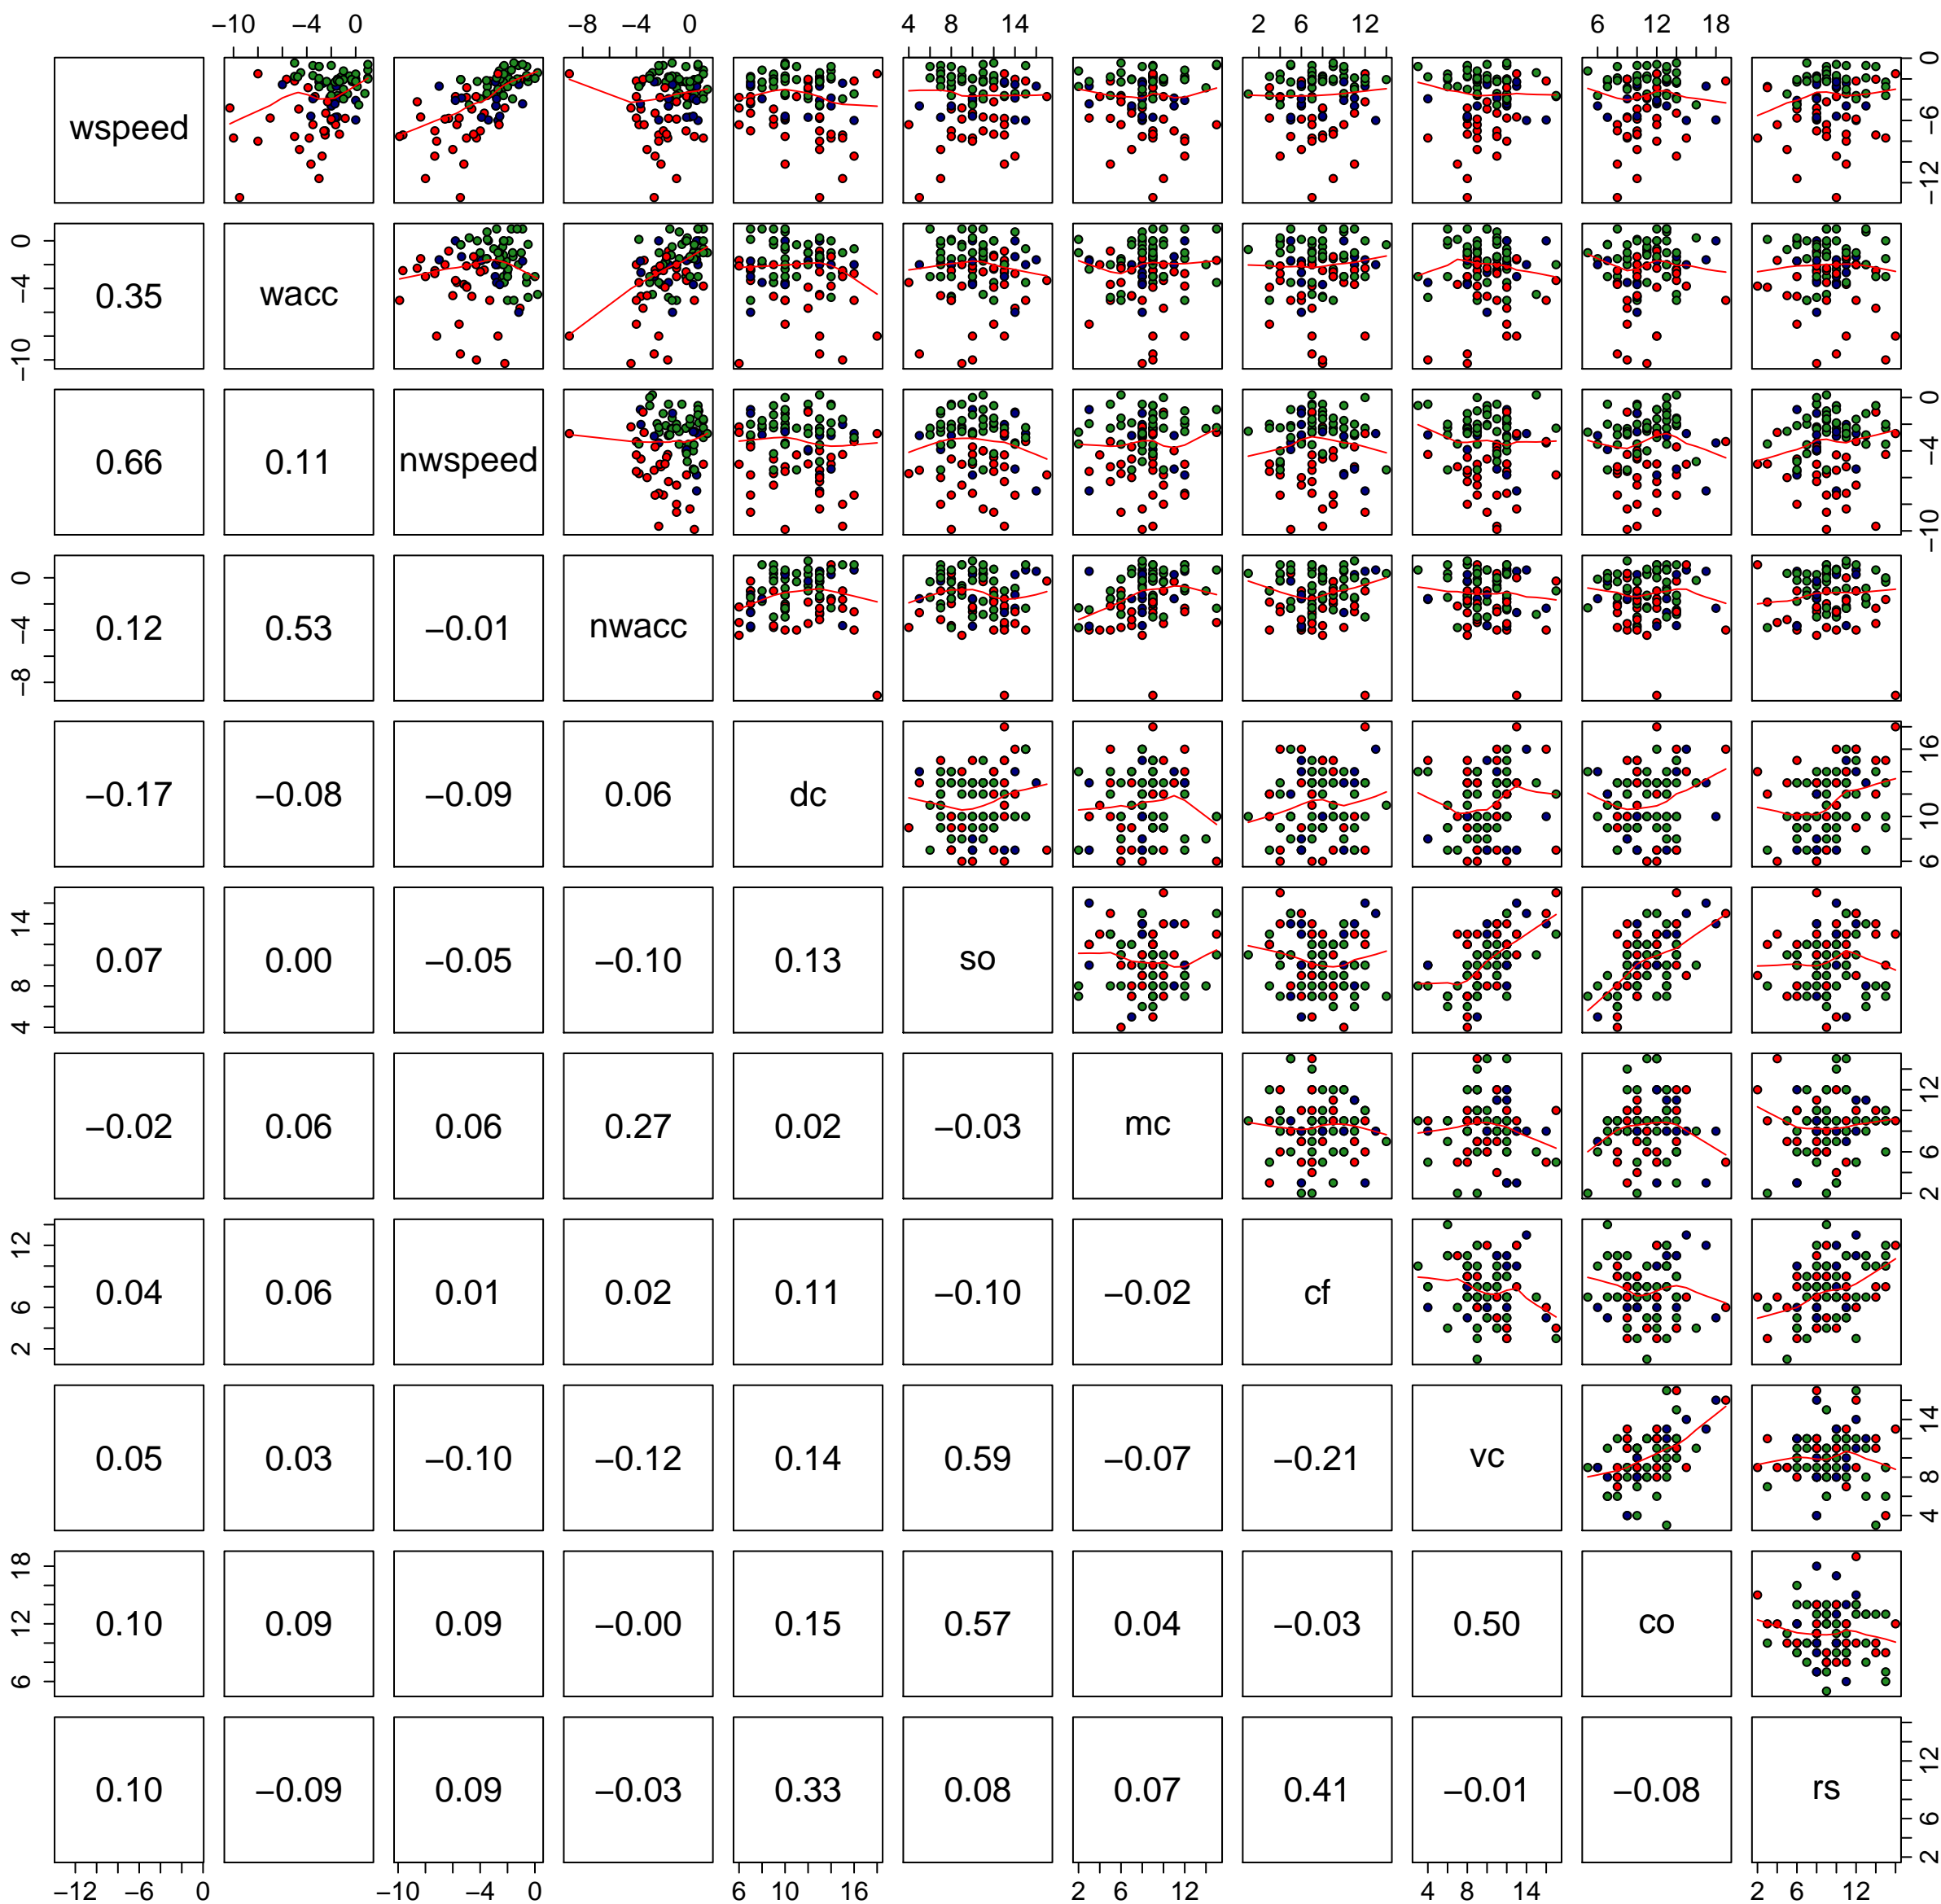 −10 −4 0 −8 −4 0 4 8 14 2 6 12 6 12 18
wspeed 0 −6 −12
0 −4 −10 0.35 wacc
0.66 0.11 nwspeed 0 −4 −10
0 −4 −8 0.12 0.53 −0.01 nwacc
−0.17 −0.08 −0.09 0.06 dc 16 10 6
14 8 4 0.07 0.00 −0.05 −0.10 0.13 so
−0.02 0.06 0.06 0.27 0.02 −0.03 mc 12 6 2
12 6 2 0.04 0.06 0.01 0.02 0.11 −0.10 −0.02 cf
0.05 0.03 −0.10 −0.12 0.14 0.59 −0.07 −0.21 vc 14 8 4
18 12 6 0.10 0.09 0.09 −0.00 0.15 0.57 0.04 −0.03 0.50 co
0.10 −0.09 0.09 −0.03 0.33 0.08 0.07 0.41 −0.01 −0.08 rs 12 6 2
−12 −6 0 −10 −4 0 6 10 16 2 6 12 4 8 14 2 6 12